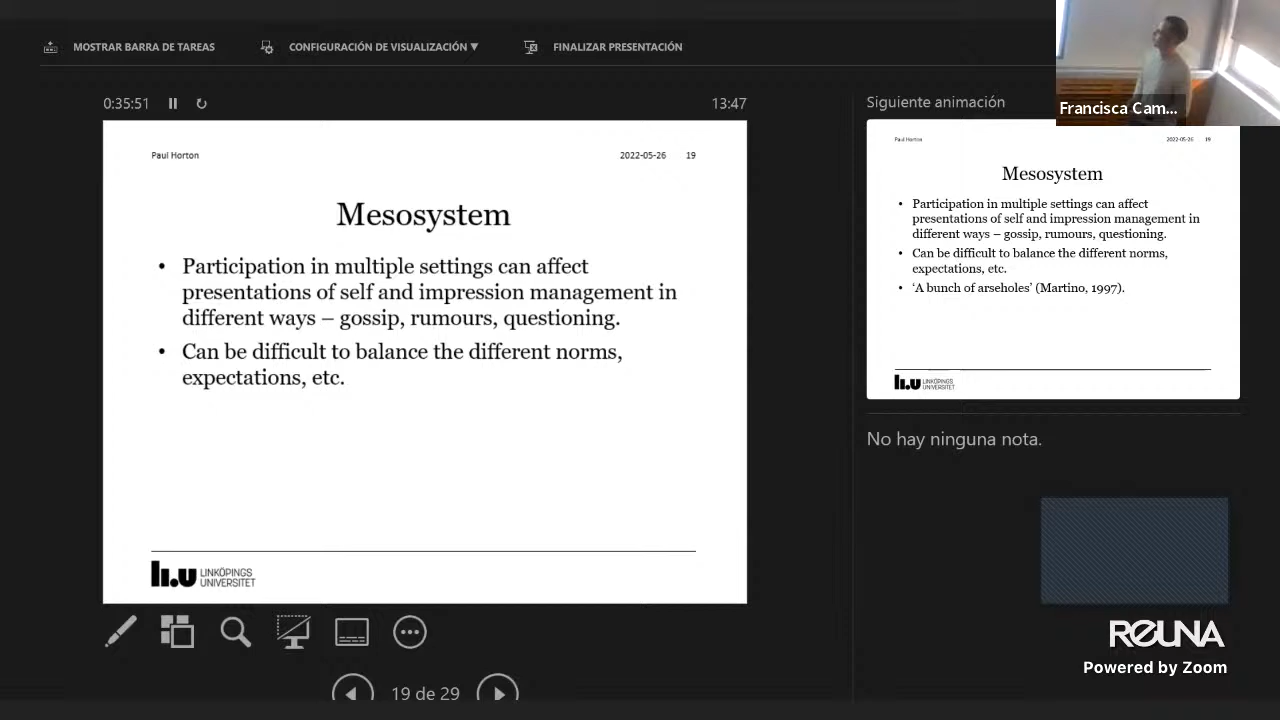 MOSTRAR BARRA DE TAREAS
CONFIGURACIÓN DE VISUALIZACIÓN ▼
FINALIZAR PRESENTACIÓN
Francisca Cam...
0:35:51
13:47
Siguiente animación
Paul Horton
2022-05-26
19
Mesosystem
• Participation in multiple settings can affect
presentations of self and impression management in
different ways – gossip, rumours, questioning.
• Can be difficult to balance the different norms,
expectations, etc.
li.u LINKÖPINGS
UNIVERSITET
Paul Horton
2022-05-26
19
Mesosystem
• Participation in multiple settings can affect
presentations of self and impression management in
different ways – gossip, rumours, questioning.
• Can be difficult to balance the different norms,
expectations, etc.
• ‘A bunch of arseholes’ (Martino, 1997).
li.u LINKÖPINGS
UNIVERSITET
No hay ninguna nota.
19 de 29
REUNA
Powered by Zoom